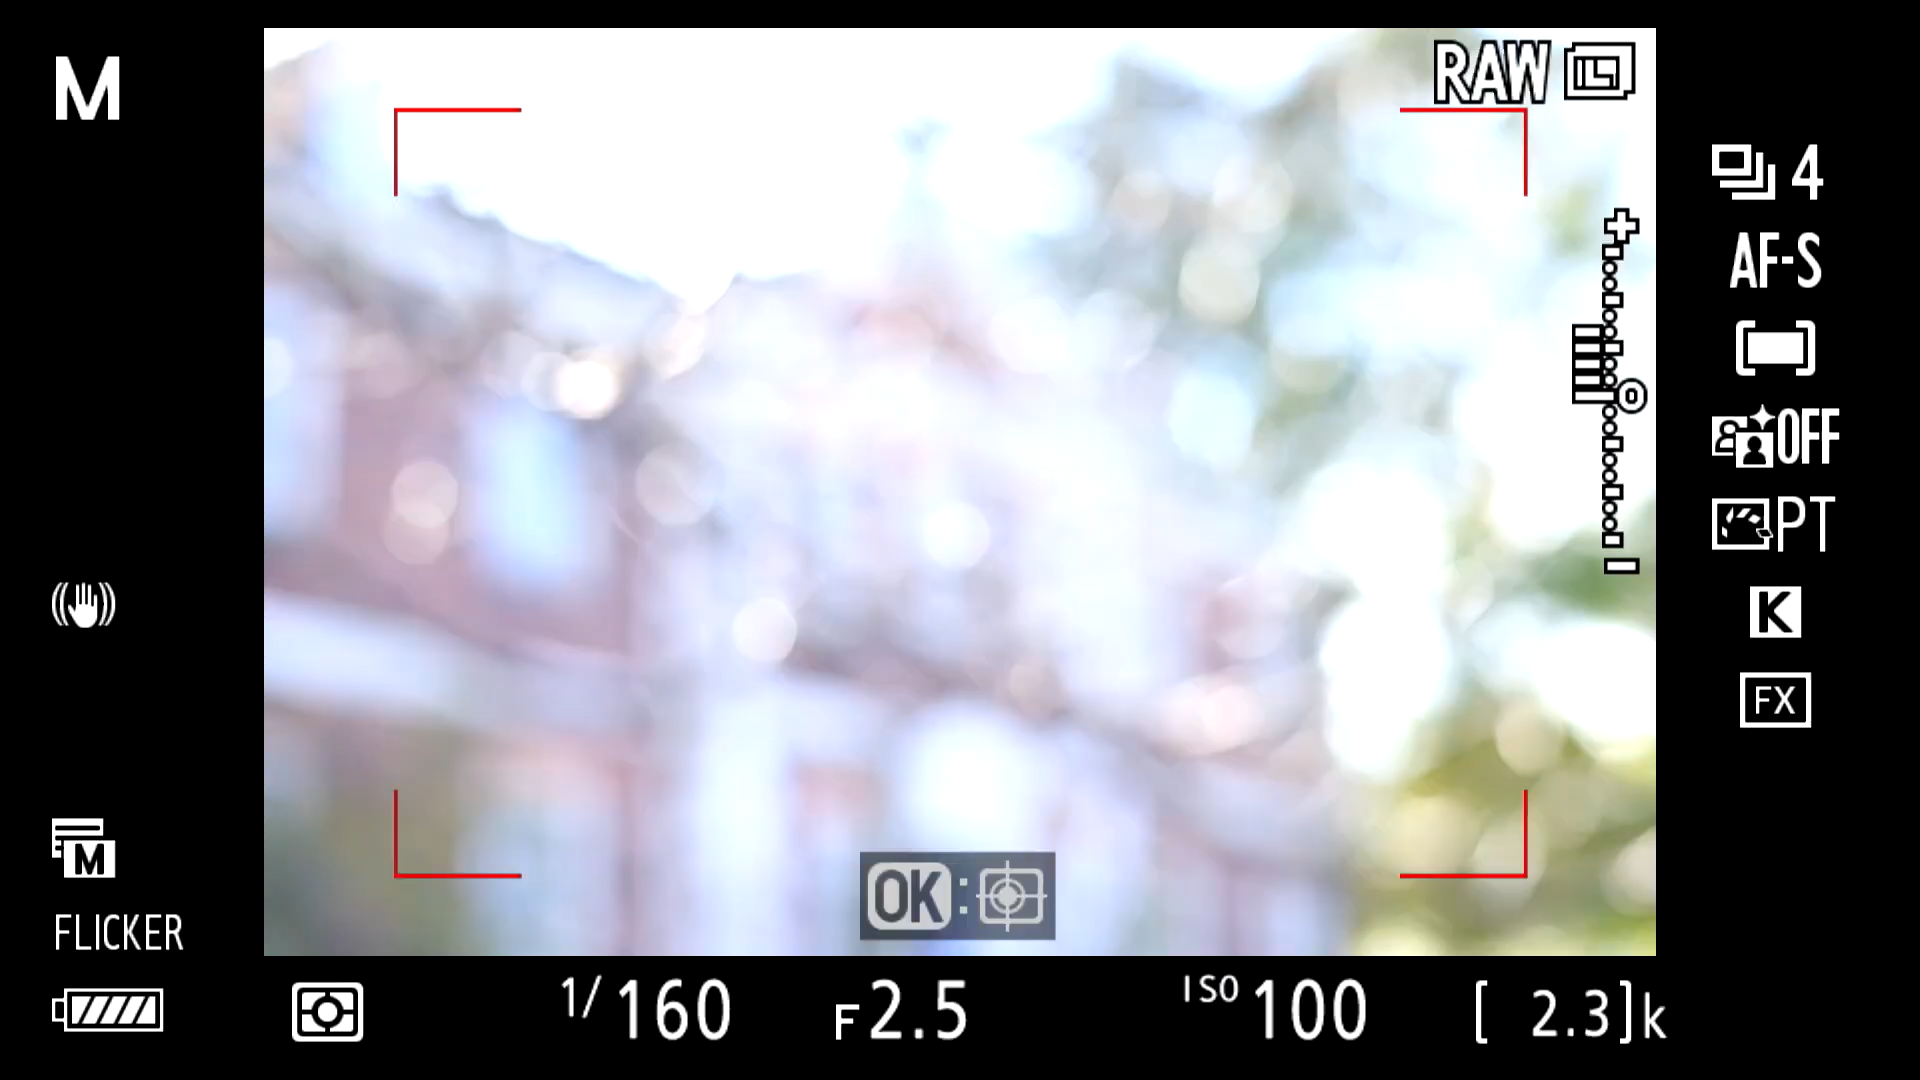 M
RAW L
4
AF-S
OFF
PT
K
FX
M
FLICKER
OK:
1/160 F2.5 ISO 100 [ 2.3]k